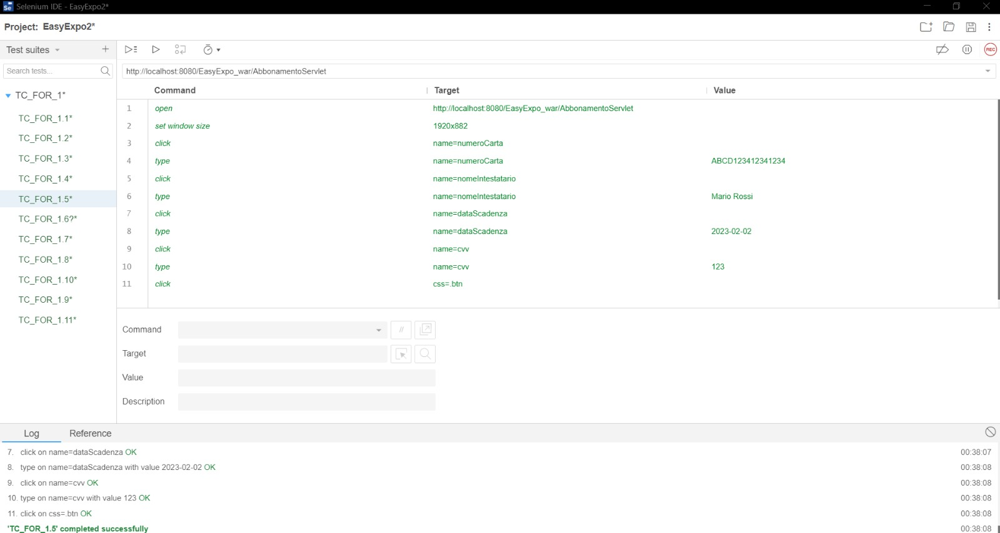 Selenium IDE - EasyExpo2*
Project: EasyExpo2*
Test suites
Search tests...
TC_FOR_1*
TC_FOR_1.1*
TC_FOR_1.2*
TC_FOR_1.3*
TC_FOR_1.4*
TC_FOR_1.5*
TC_FOR_1.6?*
TC_FOR_1.7*
TC_FOR_1.8*
TC_FOR_1.10*
TC_FOR_1.9*
TC_FOR_1.11*
REC
http://localhost:8080/EasyExpo_war/AbbonamentoServlet
Command Target Value
1 open http://localhost:8080/EasyExpo_war/AbbonamentoServlet
2 set window size 1920x882
3 click name=numeroCarta
4 type name=numeroCarta ABCD123412341234
5 click name=nomeIntestatario
6 type name=nomeIntestatario Mario Rossi
7 click name=dataScadenza
8 type name=dataScadenza 2023-02-02
9 click name=cvv
10 type name=cvv 123
11 click css=.btn
Command //
Target
Value
Description
Log Reference
7. click on name=dataScadenza OK 00:38:07
8. type on name=dataScadenza with value 2023-02-02 OK 00:38:08
9. click on name=cvv OK 00:38:08
10. type on name=cvv with value 123 OK 00:38:08
11. click on css=.btn OK 00:38:08
'TC_FOR_1.5' completed successfully 00:38:08